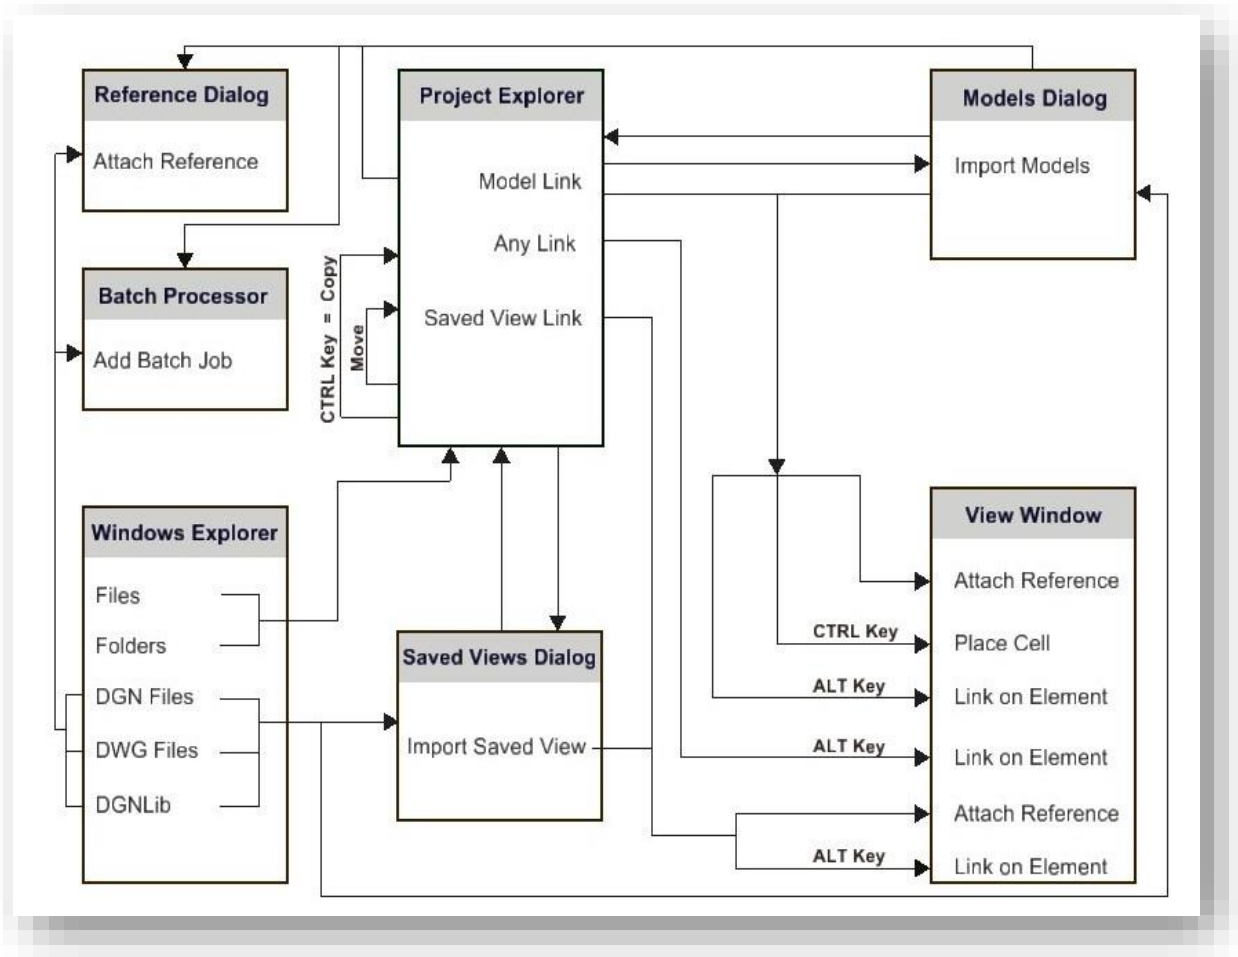 Reference Dialog
Attach Reference
Batch Processor
Add Batch Job
Project Explorer
Model Link
Any Link
Saved View Link
CTRL Key = Copy
Move
Models Dialog
Import Models
Windows Explorer
Files
Folders
DGN Files
DWG Files
DGNLib
Saved Views Dialog
Import Saved View
View Window
Attach Reference
CTRL Key
Place Cell
ALT Key
Link on Element
ALT Key
Link on Element
Attach Reference
ALT Key
Link on Element